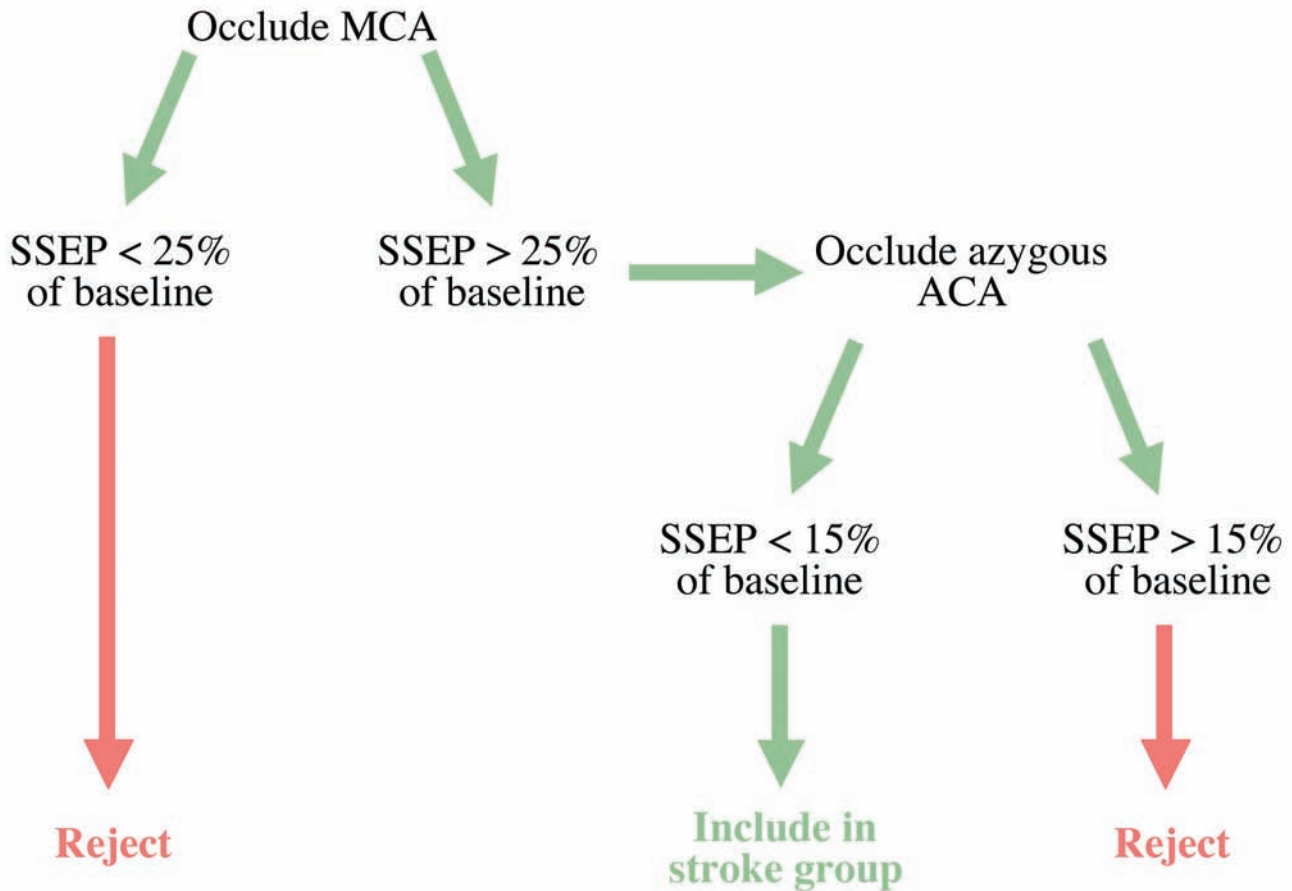 Occlude MCA
SSEP < 25%
of baseline
SSEP > 25%
of baseline
Occlude azygous
ACA
SSEP < 15%
of baseline
SSEP > 15%
of baseline
Reject
Include in
stroke group
Reject